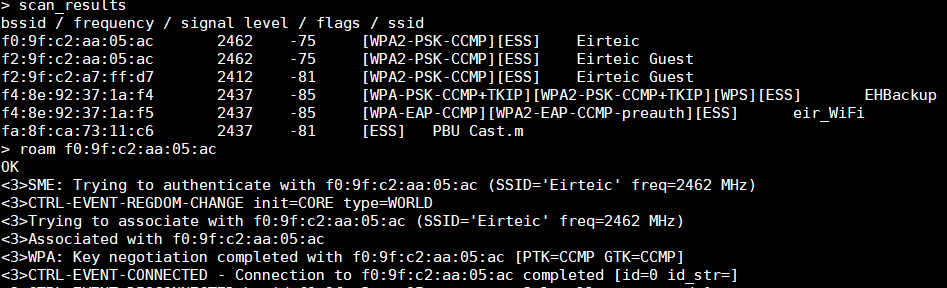 > scan_results
bssid / frequency / signal level / flags / ssid
f0:9f:c2:aa:05:ac 2462 -75 [WPA2-PSK-CCMP][ESS] Eirteic
f2:9f:c2:aa:05:ac 2462 -75 [WPA2-PSK-CCMP][ESS] Eirteic Guest
f2:9f:c2:a7:ff:d7 2412 -81 [WPA2-PSK-CCMP][ESS] Eirteic Guest
f4:8e:92:37:1a:f4 2437 -85 [WPA-PSK-CCMP+TKIP][WPA2-PSK-CCMP+TKIP][WPS][ESS] EHBackup
f4:8e:92:37:1a:f5 2437 -85 [WPA-EAP-CCMP][WPA2-EAP-CCMP-preauth][ESS] eir_WiFi
fa:8f:ca:73:11:c6 2437 -81 [ESS] PBU Cast.m
> roam f0:9f:c2:aa:05:ac
OK
<3>SME: Trying to authenticate with f0:9f:c2:aa:05:ac (SSID='Eirteic' freq=2462 MHz)
<3>CTRL-EVENT-REGDOM-CHANGE init=CORE type=WORLD
<3>Trying to associate with f0:9f:c2:aa:05:ac (SSID='Eirteic' freq=2462 MHz)
<3>Associated with f0:9f:c2:aa:05:ac
<3>WPA: Key negotiation completed with f0:9f:c2:aa:05:ac [PTK=CCMP GTK=CCMP]
<3>CTRL-EVENT-CONNECTED - Connection to f0:9f:c2:aa:05:ac completed [id=0 id_str=]